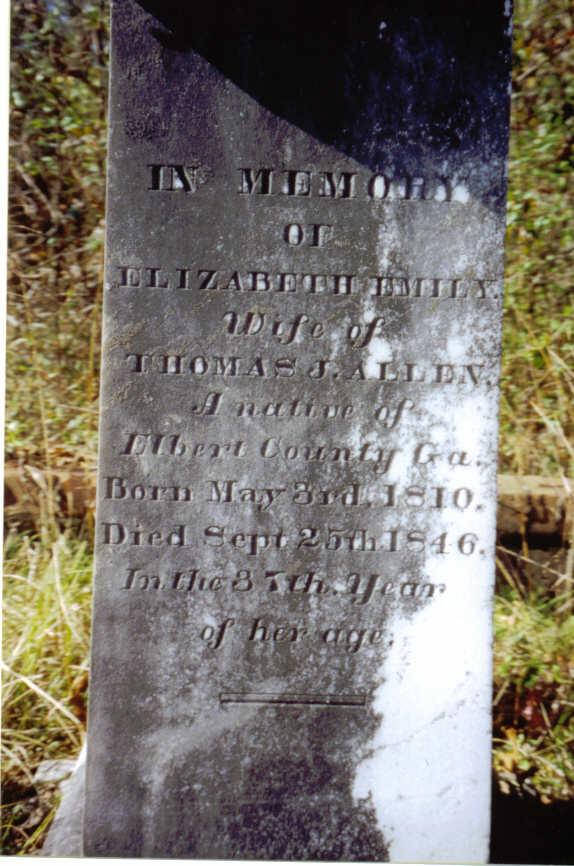 IN MEMORY
OF
ELIZABETH EMILY.
Wife of
THOMAS J. ALLEN.
A native of
Elbert County Ga.
Born May 3rd. 1810.
Died Sept 25th 1846.
In the 37th. Year
of her age.